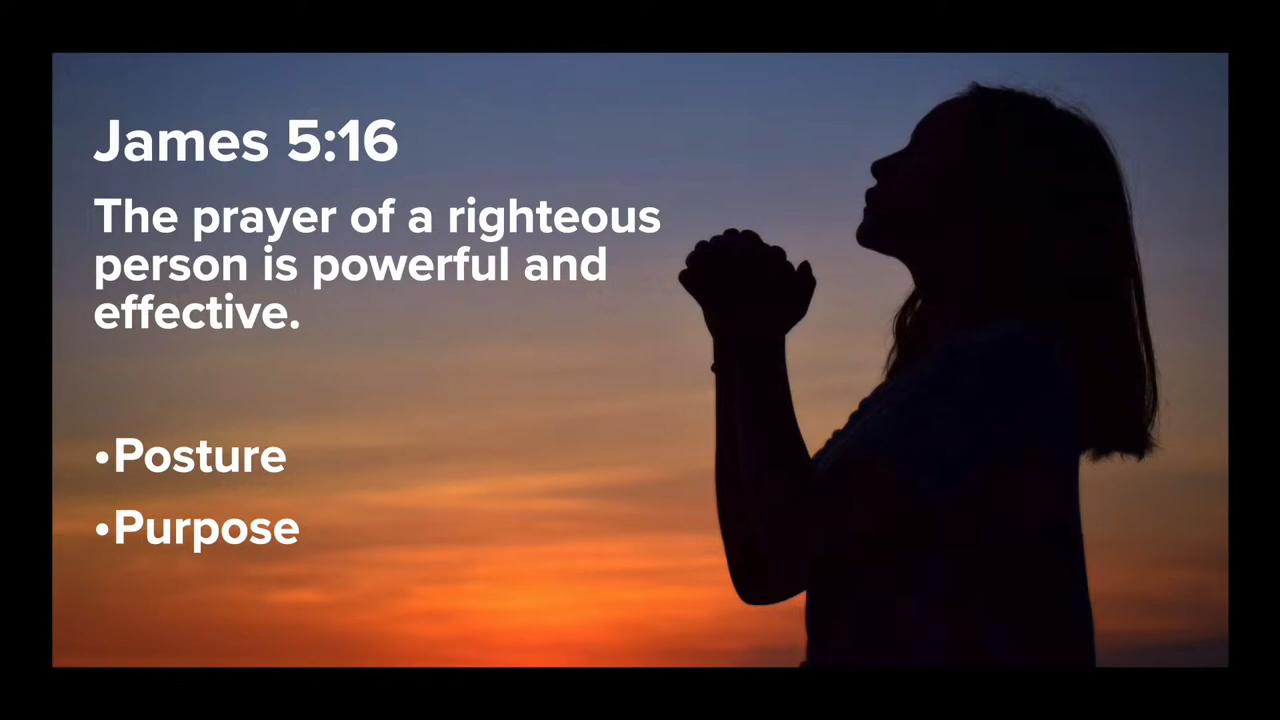 James 5:16
The prayer of a righteous
person is powerful and
effective.
•Posture
•Purpose